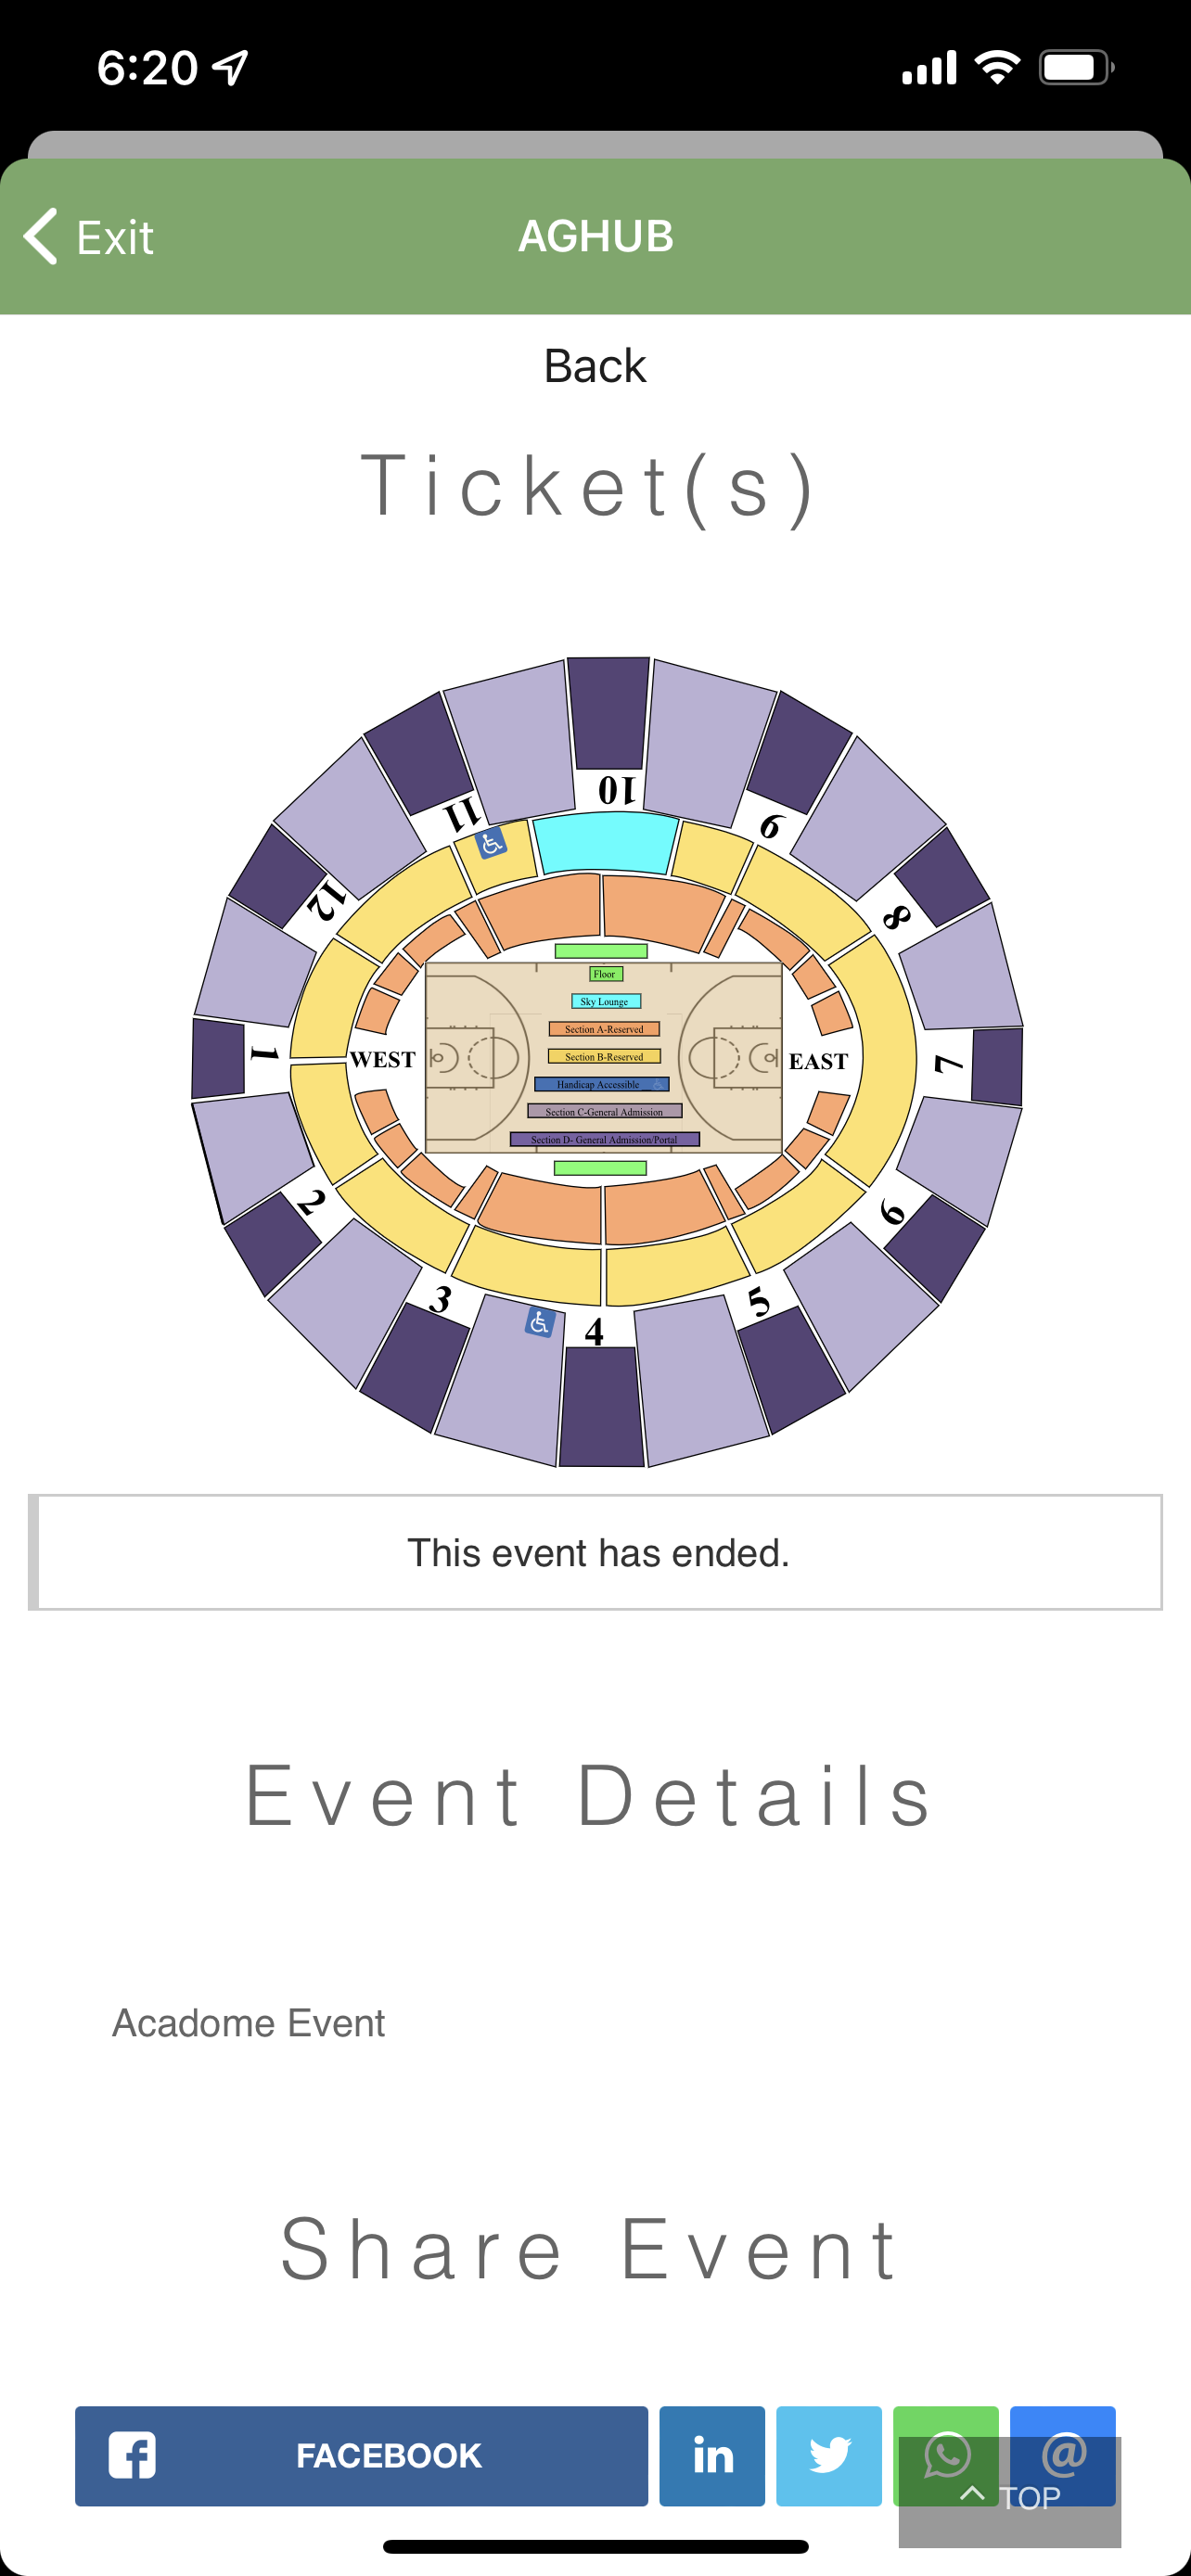 6:20
Exit
AGHUB
Back
Ticket(s)
10
11
9
12
8
Floor
Sky Lounge
Section A-Reserved
1
WEST
Section B-Reserved
EAST
7
Handicap Accessible
Section C-General Admission
Section D- General Admission/Portal
2
6
3
5
4
This event has ended.
Event Details
Acadome Event
Share Event
FACEBOOK
in
@
TOP